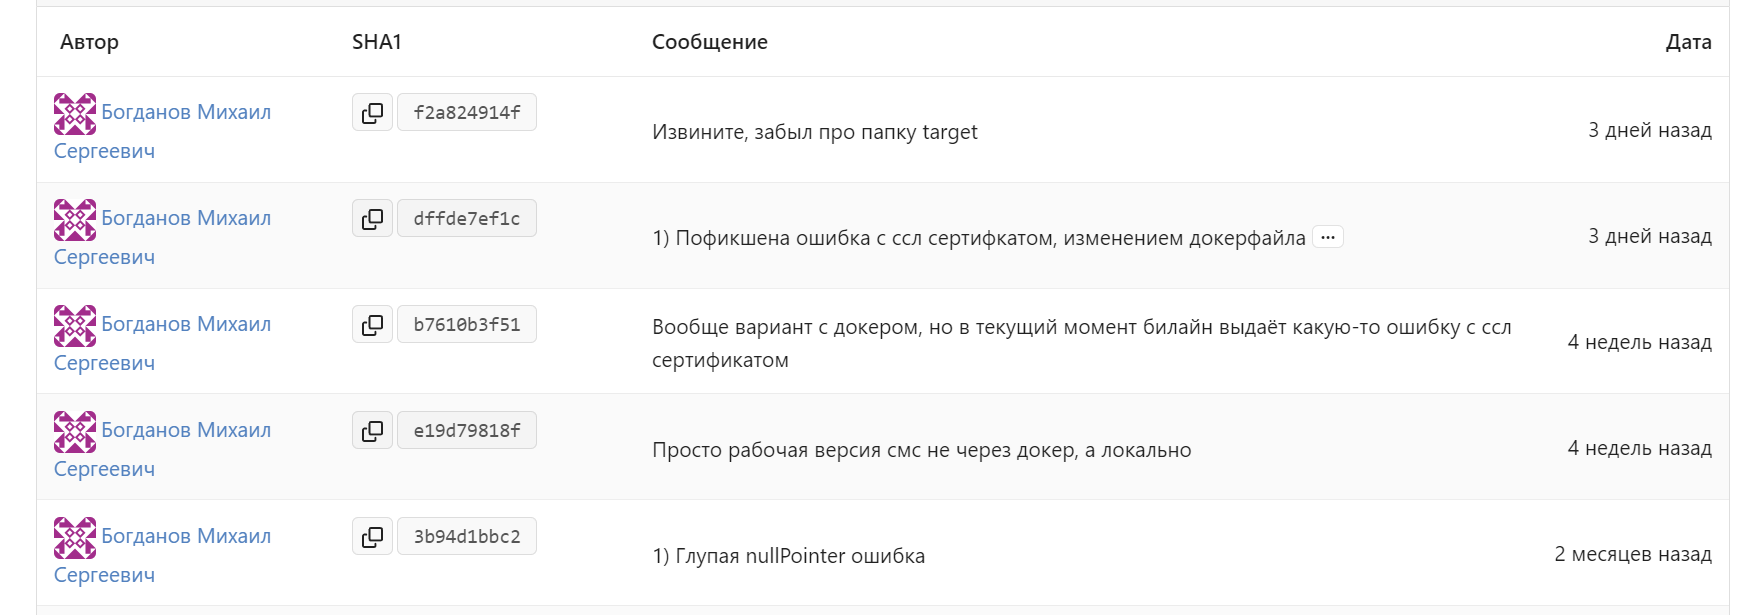 Автор SHA1 Сообщение Дата
Богданов Михаил f2a824914f
Извините, забыл про папку target 3 дней назад
Сергеевич
Богданов Михаил dffde7ef1c
1) Пофикшена ошибка с ссл сертифкатом, изменением докерфайла ... 3 дней назад
Сергеевич
Богданов Михаил b7610b3f51
Вообще вариант с докером, но в текущий момент билайн выдаёт какую-то ошибку с ссл
сертификатом 4 недель назад
Сергеевич
Богданов Михаил e19d79818f
Просто рабочая версия смс не через докер, а локально 4 недель назад
Сергеевич
Богданов Михаил 3b94d1bbc2
1) Глупая nullPointer ошибка 2 месяцев назад
Сергеевич